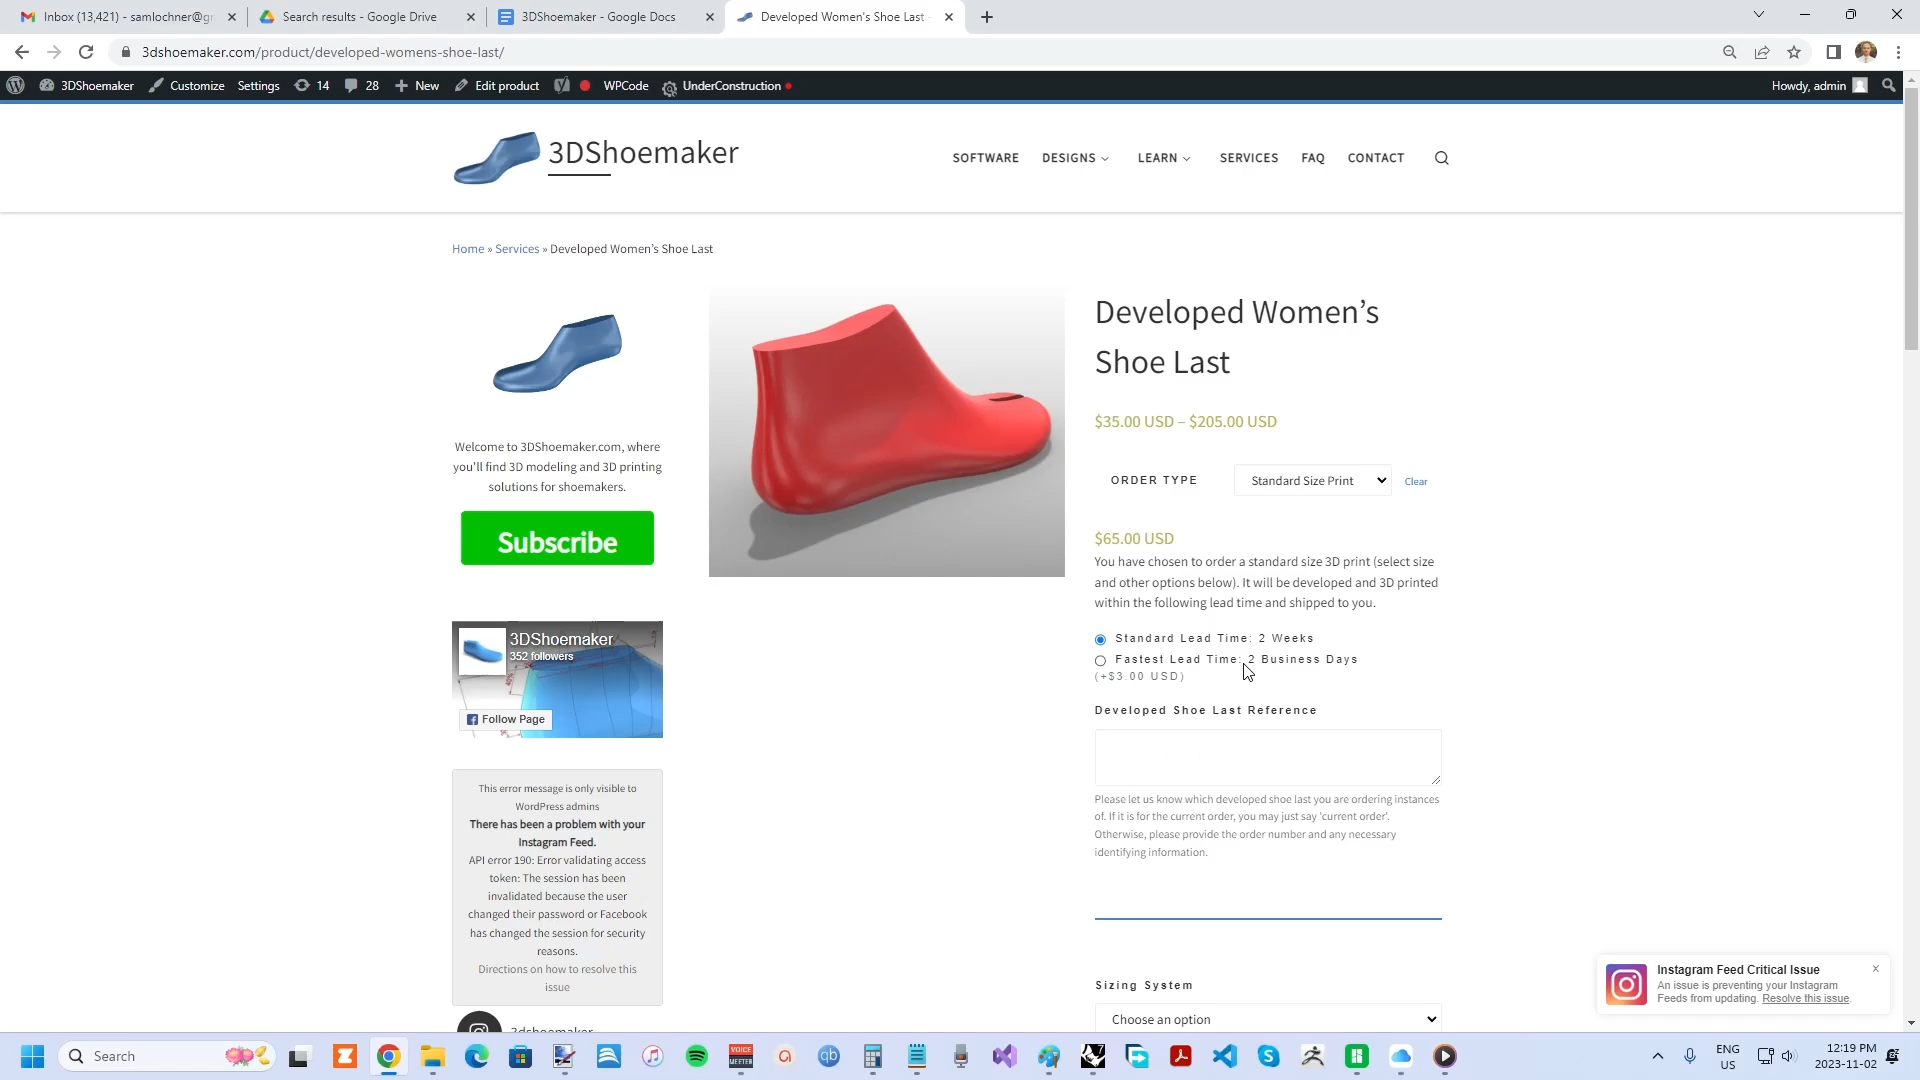 Inbox (13,421) - samlochner@gr
Search results - Google Drive
3DShoemaker - Google Docs
Developed Women's Shoe Last -
3dshoemaker.com/product/developed-womens-shoe-last/
3DShoemaker
Customize
Settings
14
28
New
Edit product
WPCode
UnderConstruction
Howdy, admin
3DShoemaker
SOFTWARE
DESIGNS
LEARN
SERVICES
FAQ
CONTACT
Home » Services » Developed Women's Shoe Last
Welcome to 3DShoemaker.com, where
you'll find 3D modeling and 3D printing
solutions for shoemakers.
Subscribe
3DShoemaker
352 followers
Follow Page
This error message is only visible to
WordPress admins
There has been a problem with your
Instagram Feed.
API error 190: Error validating access
token: The session has been
invalidated because the user
changed their password or Facebook
has changed the session for security
reasons.
Directions on how to resolve this
issue
3dshoemaker
Developed Women's
Shoe Last
$35.00 USD – $205.00 USD
ORDER TYPE
Standard Size Print
Clear
$65.00 USD
You have chosen to order a standard size 3D print (select size
and other options below). It will be developed and 3D printed
within the following lead time and shipped to you.
Standard Lead Time: 2 Weeks
Fastest Lead Time: 2 Business Days
(+$3.00 USD)
Developed Shoe Last Reference
Please let us know which developed shoe last you are ordering instances
of. If it is for the current order, you may just say 'current order'.
Otherwise, please provide the order number and any necessary
identifying information.
Sizing System
Choose an option
Instagram Feed Critical Issue
An issue is preventing your Instagram
Feeds from updating. Resolve this issue.
Search
VOICE
MEETER
qb
ENG
US
12:19 PM
2023-11-02